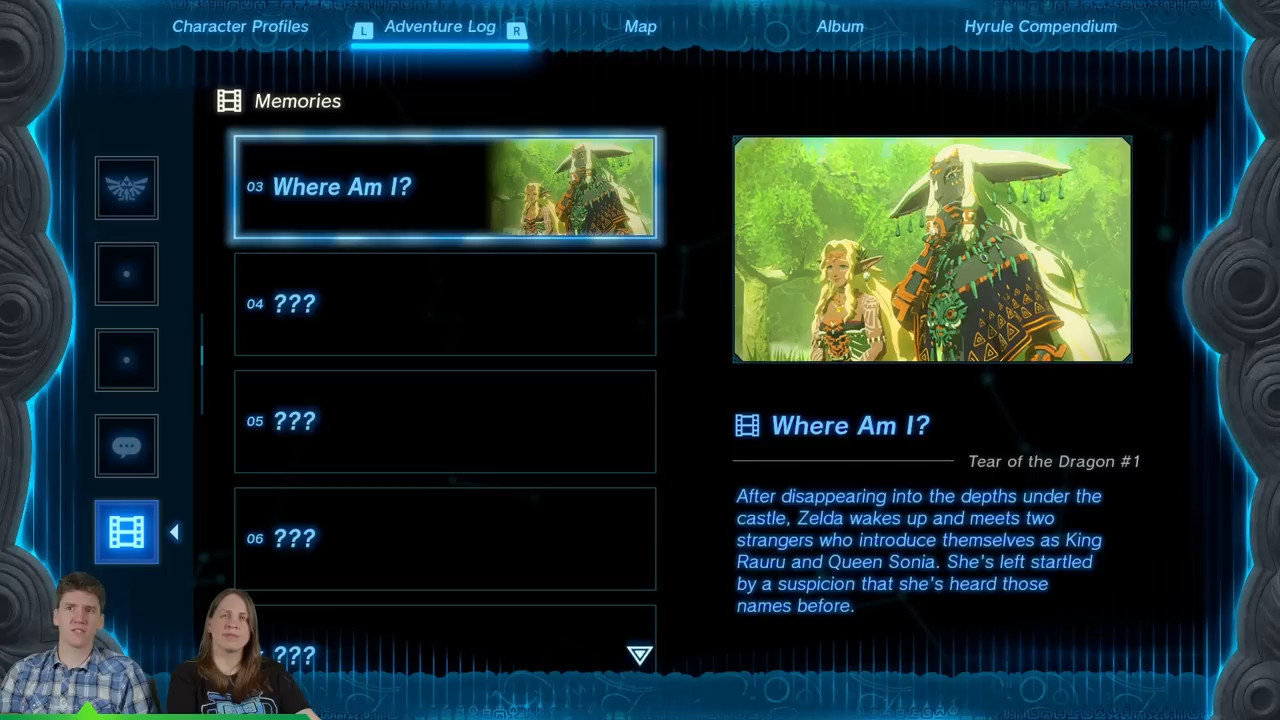 Character Profiles
L Adventure Log R
Map
Album
Hyrule Compendium
Memories
03 Where Am I?
04 ???
05 ???
06 ???
???
Where Am I?
Tear of the Dragon #1
After disappearing into the depths under the
castle, Zelda wakes up and meets two
strangers who introduce themselves as King
Rauru and Queen Sonia. She's left startled
by a suspicion that she's heard those
names before.